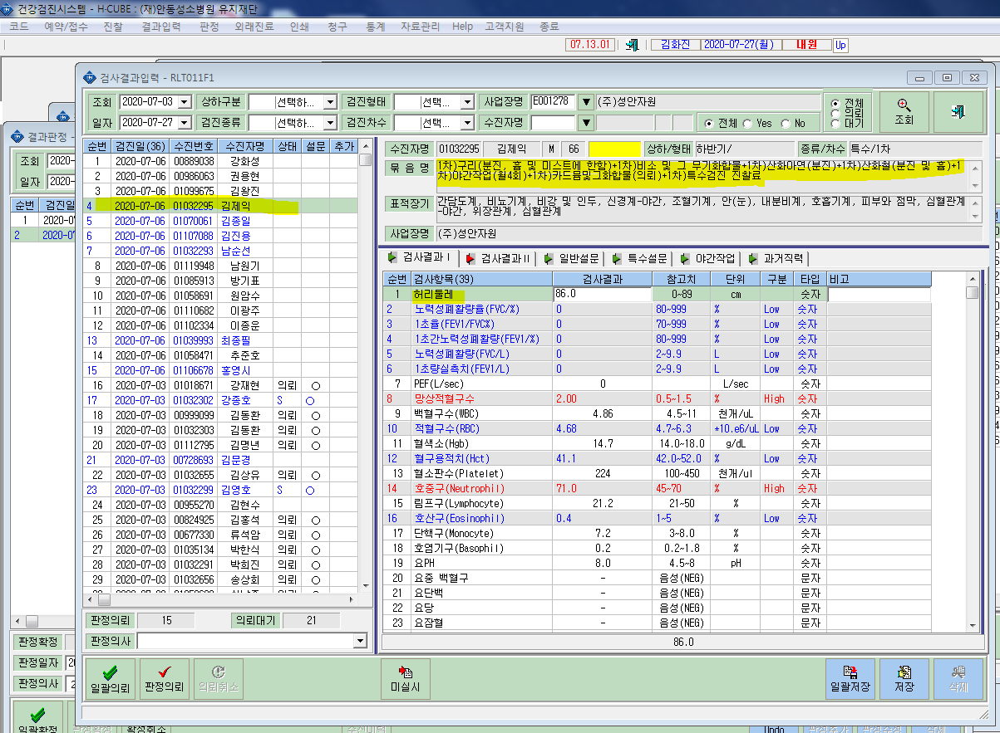 건강검진시스템 - H-CUBE : (재)안동성소병원 유지재단
코드 예약/접수 진찰 결과입력 판정 외래진료 인쇄 청구 통계 자료관리 Help 고객지원 종료
07.13.01 김화진 2020-07-27(월) 내원 Up
검사결과입력 - RLT011F1
결과판정 -
조회 2020-
일자 2020-
순번 검진일
1 2020-0
2 2020-0
판정확정
판정일자 20
판정의사 2
일괄확정 판정확정 확정취소 Undo
조회 2020-07-03 상하구분 선택하... 검진형태 선택... 사업장명 E001278 ▼ (주)성안자원
일자 2020-07-27 검진종류 선택하... 검진차수 선택... 수진자명 ▼ 전체 Yes No
전체
의뢰
대기
조회
순번 검진일(36) 수진번호 수진자명 상태 설문 추가
1 2020-07-06 00889038 강화성
2 2020-07-06 00986063 권용현
3 2020-07-06 01099675 김왕진
4 2020-07-06 01032295 김제익
5 2020-07-06 01070061 김종일
6 2020-07-06 01107088 김진용
7 2020-07-06 01032293 남순선
8 2020-07-06 01119948 남원기
9 2020-07-06 01085913 방기표
10 2020-07-06 01058691 원암수
11 2020-07-06 01110682 이광주
12 2020-07-06 01102334 이종운
13 2020-07-06 01039993 최종필
14 2020-07-06 01058471 추준호
15 2020-07-06 01106678 홍영시
16 2020-07-03 01018671 강재현 의뢰 ○
17 2020-07-03 01032302 강종호 S ○
18 2020-07-03 00999099 김동환 의뢰 ○
19 2020-07-03 01032303 김동환 의뢰 ○
20 2020-07-03 01112795 김명년 의뢰 ○
21 2020-07-03 00728693 김문경
22 2020-07-03 01032655 김상유 의뢰 ○
23 2020-07-03 01032299 김영호 S ○
24 2020-07-03 00955270 김현수
25 2020-07-03 00824925 김홍석 의뢰 ○
26 2020-07-03 00677330 류석암 의뢰 ○
27 2020-07-03 01035134 박한식 의뢰 ○
28 2020-07-03 01032291 박희진 의뢰 ○
29 2020-07-03 01032656 송상희 의뢰 ○
판정의뢰 15 의뢰대기 21
판정의사
수진자명 01032295 김제익 M 66 상하/형태 하반기/ 종류/차수 특수/1차
묶 음 명 1차)구리(분진, 흄 및 미스트에 한함)+1차)비소 및 그 무기화합물+1차)산화아연(분진)+1차)산화철(분진 및 흄)+1
차)야간작업(월4회)+1차)카드뮴및그화합물(의뢰)+1차)특수검진 진찰료
표적장기 간담도계, 비뇨기계, 비강 및 인두, 신경계-야간, 조혈기계, 안(눈), 내분비계, 호흡기계, 피부와 점막, 심혈관계
-야간, 위장관계, 심혈관계
사업장명 (주)성안자원
검사결과Ⅰ 검사결과Ⅱ 일반설문 특수설문 야간작업 과거직력
순번 검사항목(39) 검사결과 참고치 단위 구분 타입 비고
1 허리둘레 86.0 0~89 cm 숫자
2 노력성폐활량율(FVC/%) 0 80~999 % Low 숫자
3 1초율(FEV1/FVC%) 0 70~999 % Low 숫자
4 1초간노력성폐활량(FEV1/%) 0 80~999 % Low 숫자
5 노력성폐활량(FVC/L) 0 2~9.9 L Low 숫자
6 1초량실측치(FEV1/L) 0 2~9.9 L Low 숫자
7 PEF(L/sec) 0 L/sec 숫자
8 망상적혈구수 2.00 0.5~1.5 % High 숫자
9 백혈구수(WBC) 4.86 4.5~11 천개/uL 숫자
10 적혈구수(RBC) 4.68 4.7~6.3 *10.e6/uL Low 숫자
11 혈색소(Hgb) 14.7 14.0~18.0 g/dL 숫자
12 혈구용적치(Hct) 41.1 42.0~52.0 % Low 숫자
13 혈소판수(Platelet) 224 100~450 천개/ul 숫자
14 호중구(Neutrophil) 71.0 45~70 % High 숫자
15 림프구(Lymphocyte) 21.2 21~50 % 숫자
16 호산구(Eosinophil) 0.4 1~5 % Low 숫자
17 단핵구(Monocyte) 7.2 3~8.0 % 숫자
18 호염기구(Basophil) 0.2 0.2~1.8 % 숫자
19 요PH 8.0 4.5~8 pH 숫자
20 요중 백혈구 - 음성(NEG) 문자
21 요단백 - 음성(NEG) 문자
22 요당 - 음성(NEG) 문자
23 요잠혈 - 음성(NEG) 문자
86.0
일괄의뢰 판정의뢰 의뢰취소 미실시 일괄저장 저장 삭제